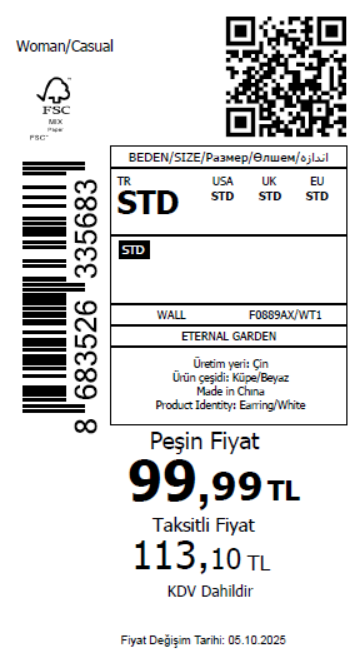 Woman/Casual
FSC
MIX
Paper
FSC™
BEDEN/SIZE/Размер/Өлшем/اندازه
TR USA UK EU
STD STD STD STD
STD
WALL F0889AX/WT1
ETERNAL GARDEN
Üretim yeri: Çin
Ürün çeşidi: Küpe/Beyaz
Made in China
Product Identity: Earring/White
8 683526 335683
Peşin Fiyat
99,99 TL
Taksitli Fiyat
113,10 TL
KDV Dahildir
Fiyat Değişim Tarihi: 05.10.2025